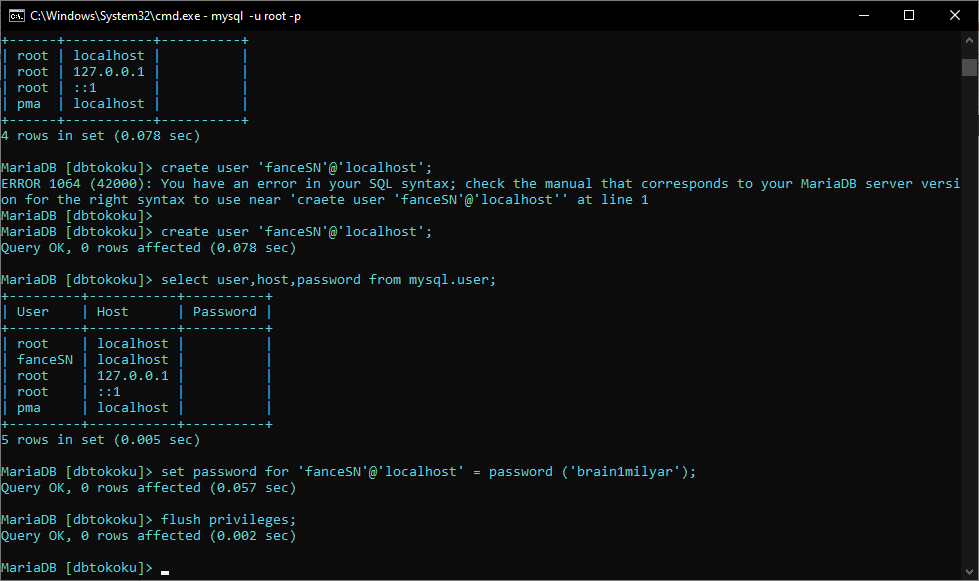 C:\Windows\System32\cmd.exe - mysql  -u root -p
+------+-----------+----------+
| root | localhost |          |
| root | 127.0.0.1 |          |
| root | ::1       |          |
| pma  | localhost |          |
+------+-----------+----------+
4 rows in set (0.078 sec)
MariaDB [dbtokoku]> craete user 'fanceSN'@'localhost';
ERROR 1064 (42000): You have an error in your SQL syntax; check the manual that corresponds to your MariaDB server versi
on for the right syntax to use near 'craete user 'fanceSN'@'localhost'' at line 1
MariaDB [dbtokoku]>
MariaDB [dbtokoku]> create user 'fanceSN'@'localhost';
Query OK, 0 rows affected (0.078 sec)
MariaDB [dbtokoku]> select user,host,password from mysql.user;
+---------+-----------+----------+
| User    | Host      | Password |
+---------+-----------+----------+
| root    | localhost |          |
| fanceSN | localhost |          |
| root    | 127.0.0.1 |          |
| root    | ::1       |          |
| pma     | localhost |          |
+---------+-----------+----------+
5 rows in set (0.005 sec)
MariaDB [dbtokoku]> set password for 'fanceSN'@'localhost' = password ('brain1milyar');
Query OK, 0 rows affected (0.057 sec)
MariaDB [dbtokoku]> flush privileges;
Query OK, 0 rows affected (0.002 sec)
MariaDB [dbtokoku]>